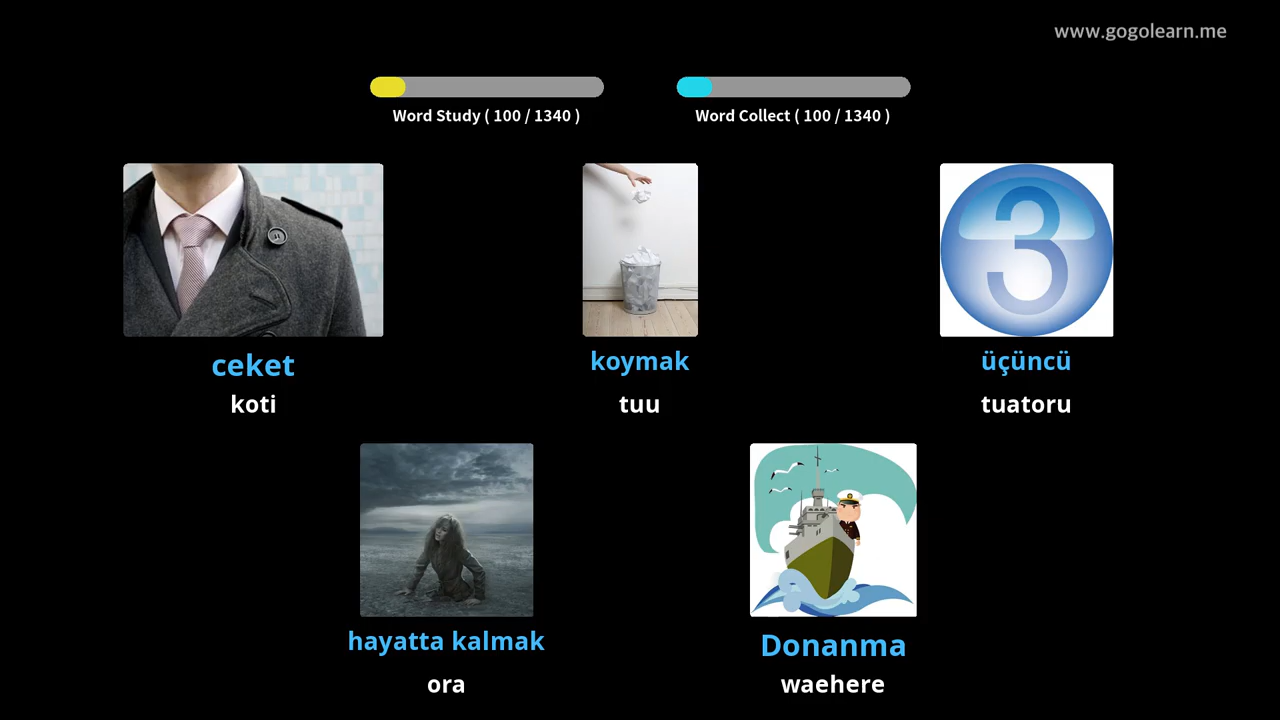 www.gogolearn.me
Word Study ( 100 / 1340 )
Word Collect ( 100 / 1340 )
3
ceket
koti
koymak
tuu
üçüncü
tuatoru
hayatta kalmak
ora
Donanma
waehere